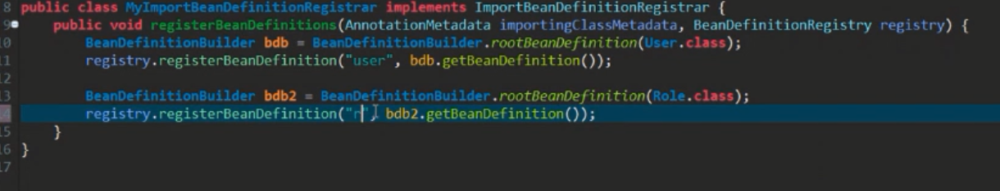 8 public class MyImportBeanDefinitionRegistrar implements ImportBeanDefinitionRegistrar {
9 public void registerBeanDefinitions(AnnotationMetadata importingClassMetadata, BeanDefinitionRegistry registry) {
10 BeanDefinitionBuilder bdb = BeanDefinitionBuilder.rootBeanDefinition(User.class);
11 registry.registerBeanDefinition("user", bdb.getBeanDefinition());
12
13 BeanDefinitionBuilder bdb2 = BeanDefinitionBuilder.rootBeanDefinition(Role.class);
14 registry.registerBeanDefinition("r", bdb2.getBeanDefinition());
15 }
16 }
17